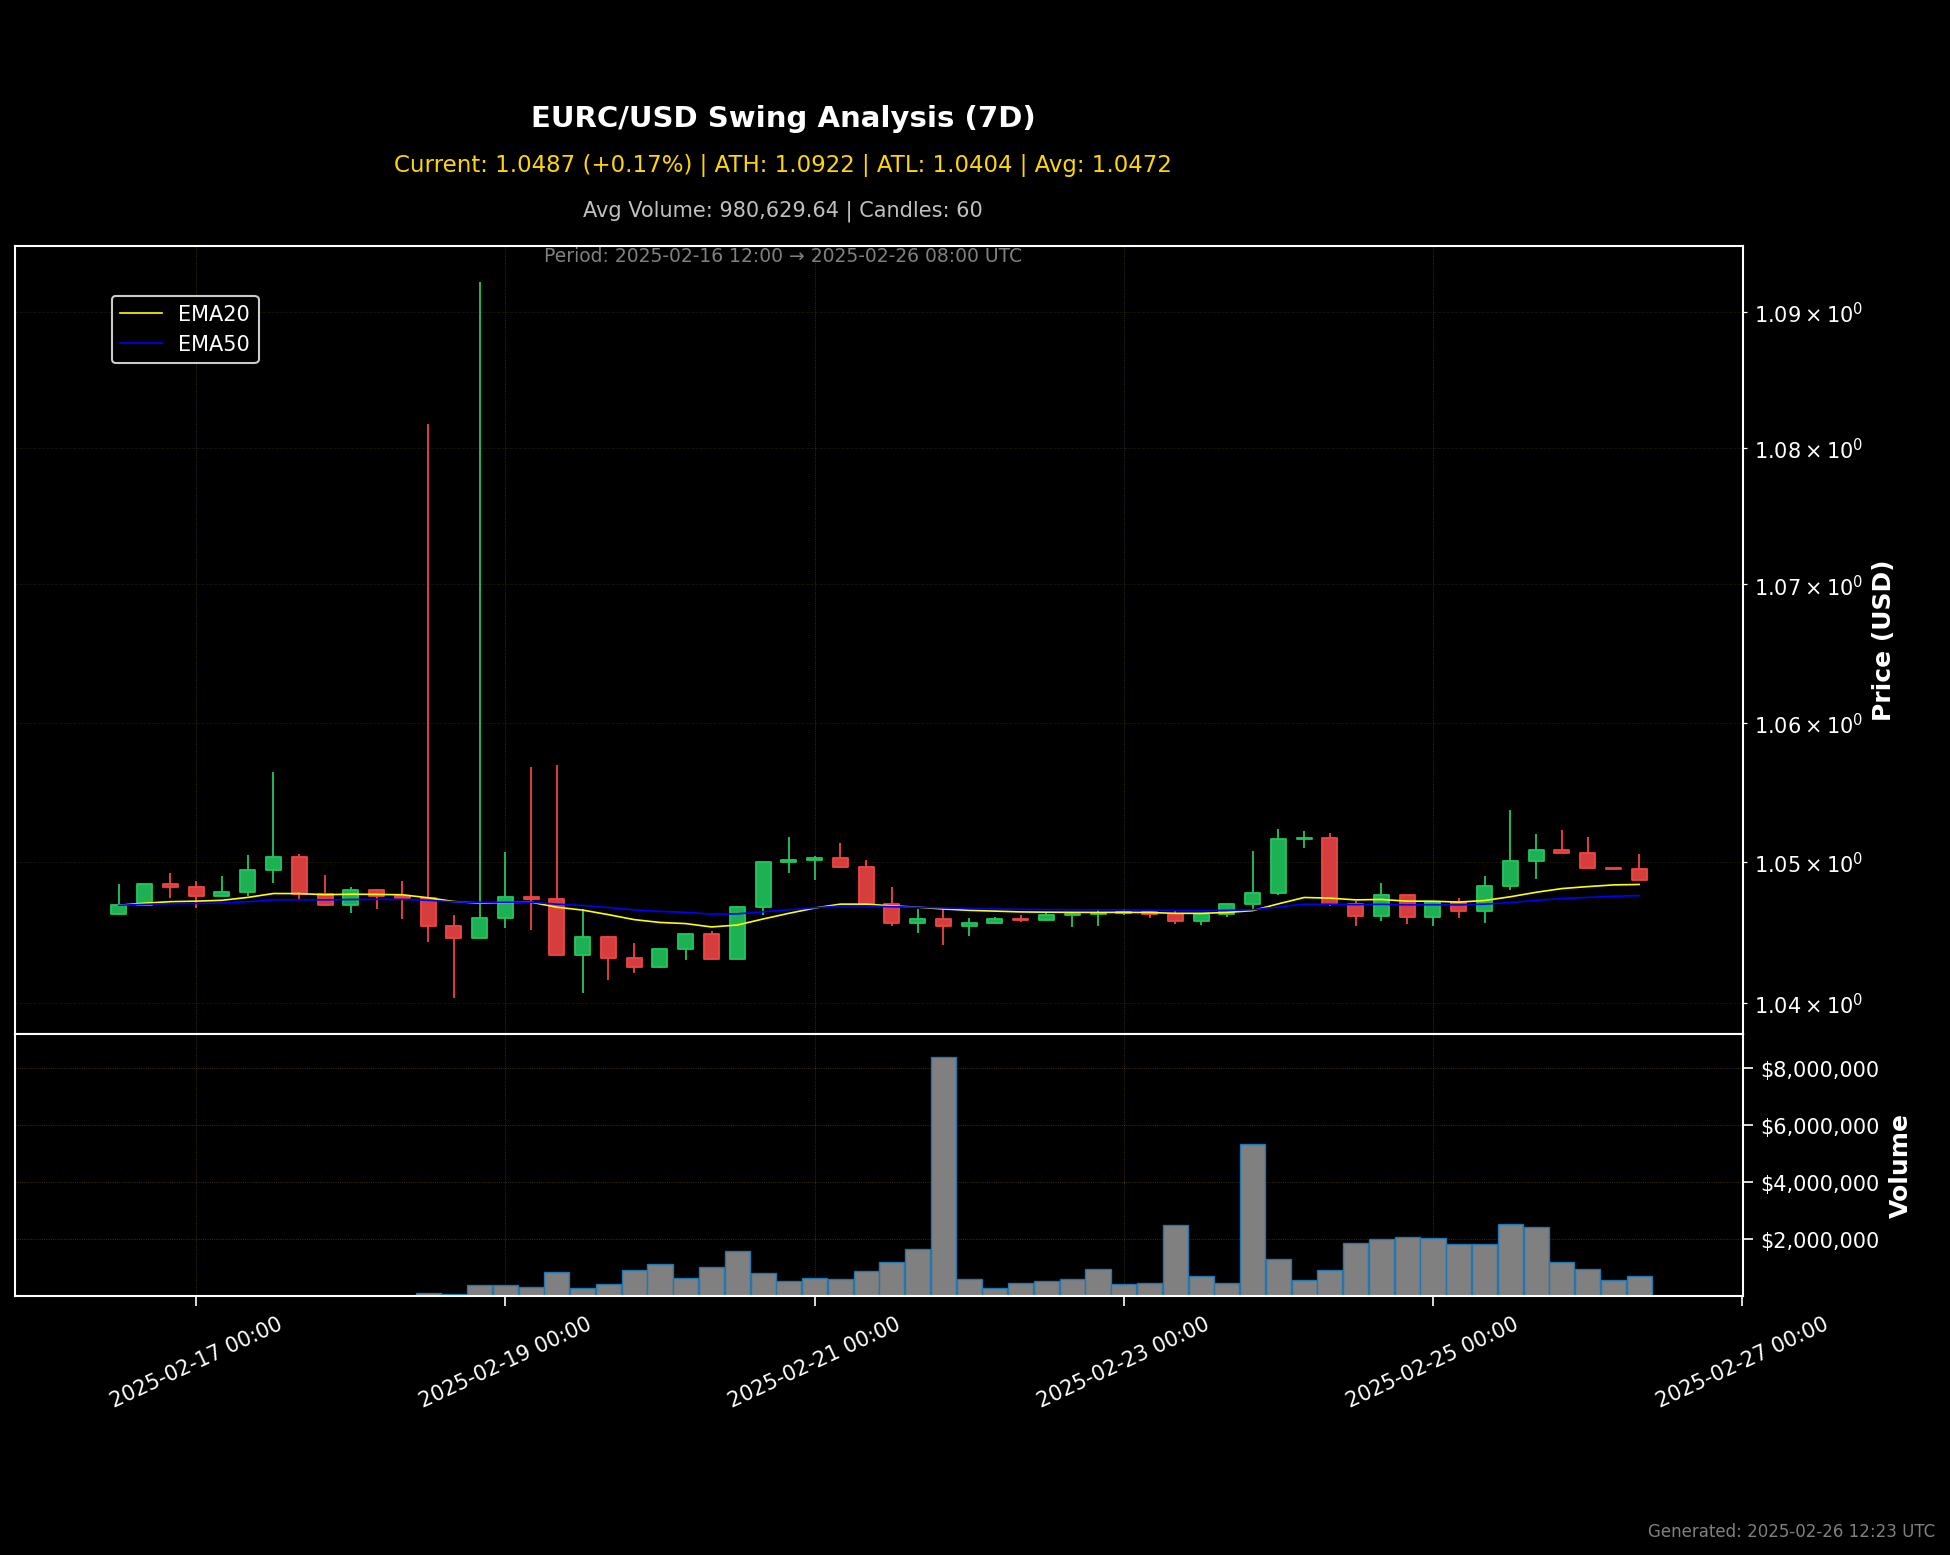 EURC/USD Swing Analysis (7D)
Current: 1.0487 (+0.17%) | ATH: 1.0922 | ATL: 1.0404 | Avg: 1.0472
Avg Volume: 980,629.64 | Candles: 60
Period: 2025-02-16 12:00 → 2025-02-26 08:00 UTC
EMA20
EMA50
1.09 × 10⁰
1.08 × 10⁰
1.07 × 10⁰
1.06 × 10⁰
1.05 × 10⁰
1.04 × 10⁰
Price (USD)
$8,000,000
$6,000,000
$4,000,000
$2,000,000
Volume
2025-02-17 00:00
2025-02-19 00:00
2025-02-21 00:00
2025-02-23 00:00
2025-02-25 00:00
2025-02-27 00:00
Generated: 2025-02-26 12:23 UTC